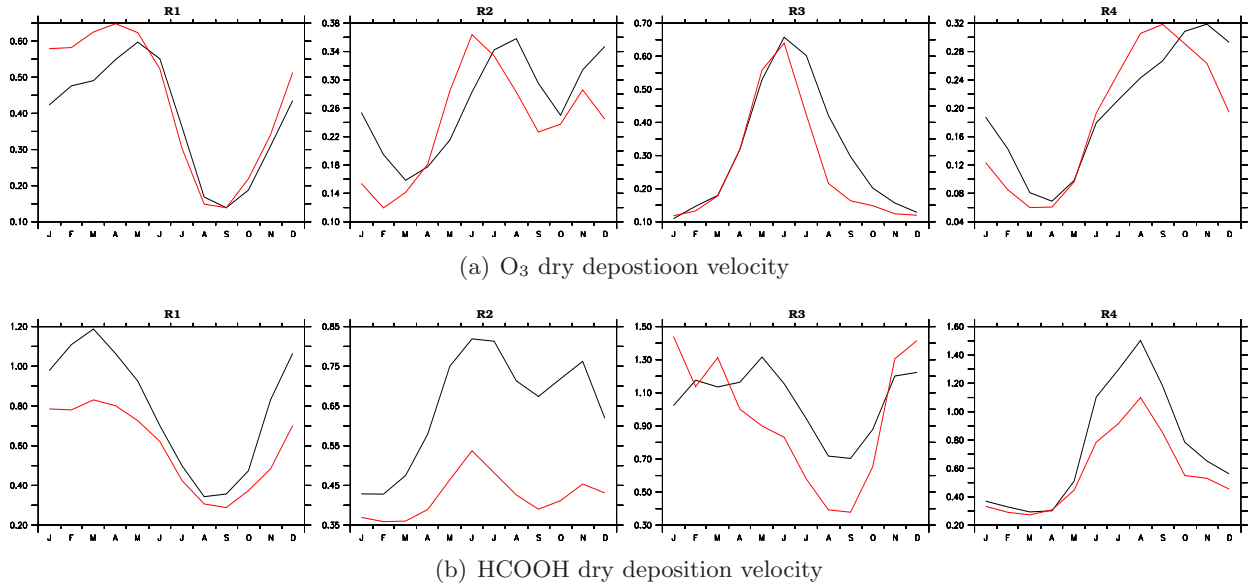 R1 R2 R3 R4
0.60 0.38 0.70 0.32
0.50 0.34 0.60 0.28
0.40 0.30 0.50 0.24
0.30 0.26 0.40 0.20
0.20 0.22 0.30 0.16
0.10 0.18 0.20 0.12
0.14 0.10 0.08
0.10 0.04
J F M A M J J A S O N D J F M A M J J A S O N D J F M A M J J A S O N D J F M A M J J A S O N D
(a) O₃ dry depostioon velocity
R1 R2 R3 R4
1.20 0.85 1.50 1.60
1.00 0.75 1.30 1.40
0.80 0.65 1.10 1.20
0.60 0.55 0.90 1.00
0.40 0.45 0.70 0.80
0.20 0.35 0.50 0.60
0.30 0.40
0.20
J F M A M J J A S O N D J F M A M J J A S O N D J F M A M J J A S O N D J F M A M J J A S O N D
(b) HCOOH dry deposition velocity